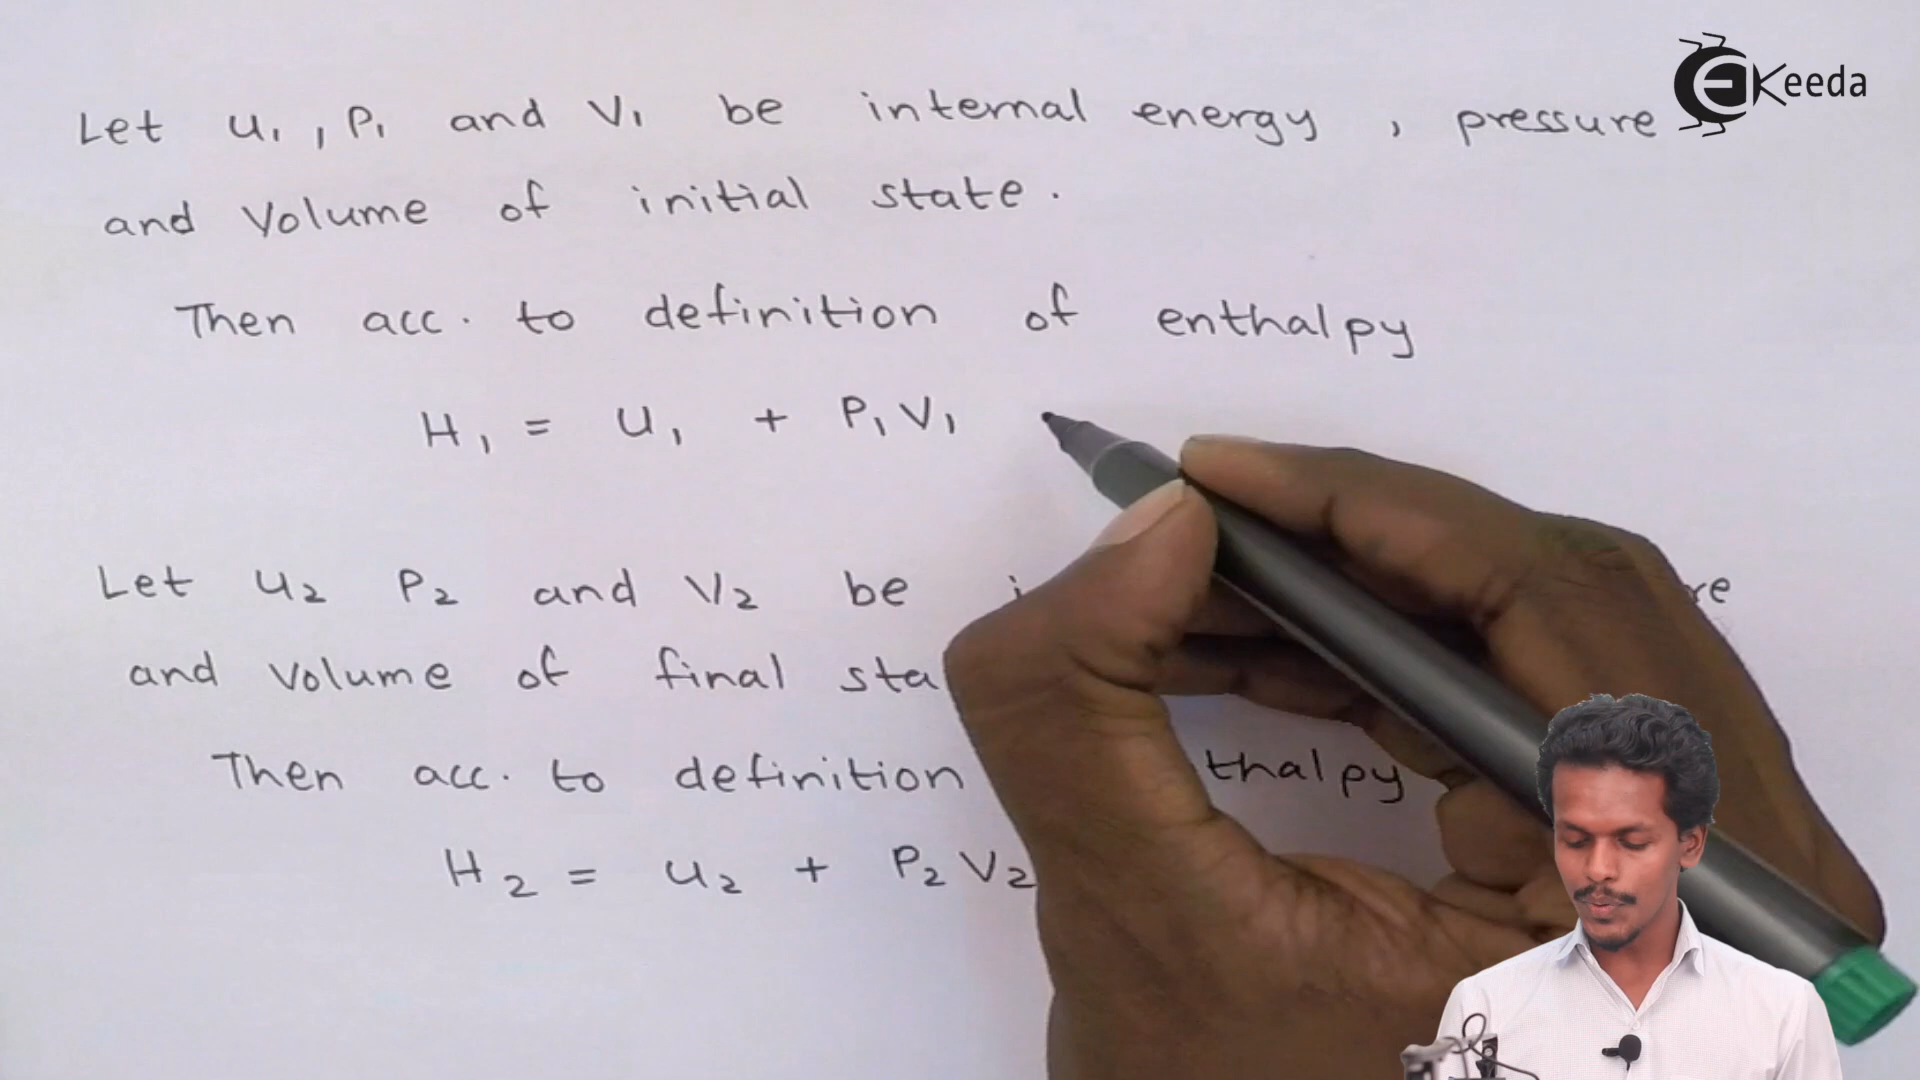 Let u₁, P₁ and V₁ be internal energy, pressure
and Volume of initial state.
Then acc. to definition of enthalpy
H₁ = U₁ + P₁V₁
Let U₂ P₂ and V₂ be
and volume of final
Then acc. to definition
H₂ = U₂ + P₂V₂
EKeeda